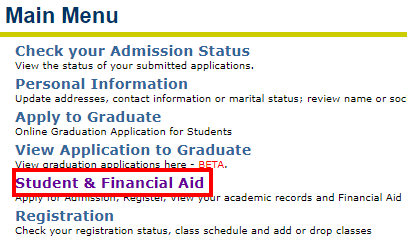 Main Menu
Check your Admission Status
View the status of your submitted applications.
Personal Information
Update addresses, contact information or marital status; review name or soc
Apply to Graduate
Online Graduation Application for Students
View Application to Graduate
View graduation applications here - BETA.
Student & Financial Aid
Apply for Admission, Register, View your academic records and Financial Aid
Registration
Check your registration status, class schedule and add or drop classes